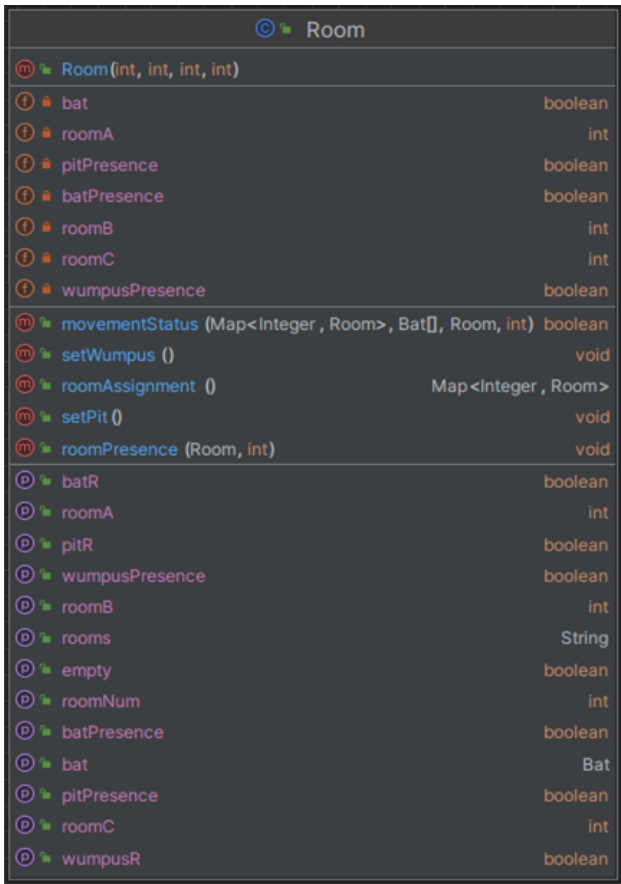 Room
Room(int, int, int, int)
bat boolean
roomA int
pitPresence boolean
batPresence boolean
roomB int
roomC int
wumpusPresence boolean
movementStatus (Map<Integer , Room>, Bat[], Room, int) boolean
setWumpus () void
roomAssignment () Map<Integer , Room>
setPit() void
roomPresence (Room, int) void
batR boolean
roomA int
pitR boolean
wumpusPresence boolean
roomB int
rooms String
empty boolean
roomNum int
batPresence boolean
bat Bat
pitPresence boolean
roomC int
wumpusR boolean